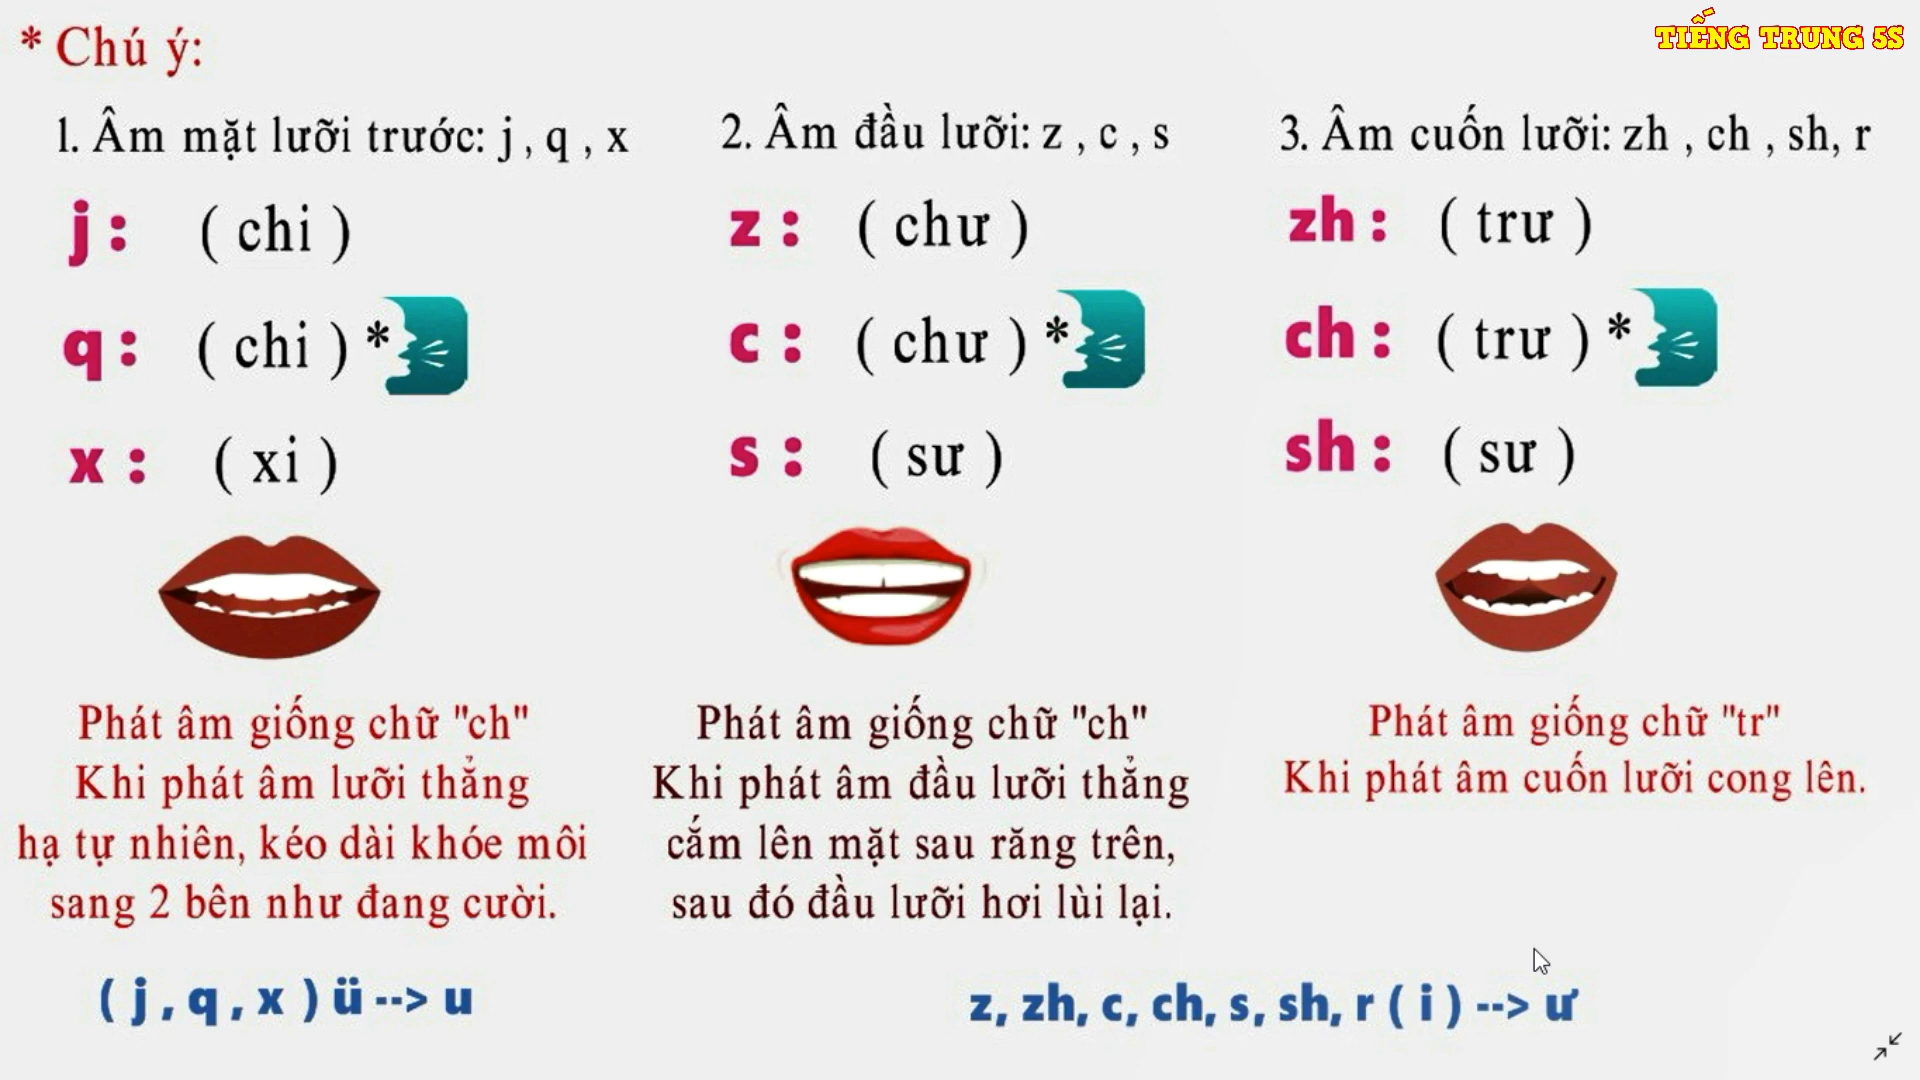 * Chú ý:
TIẾNG TRUNG 5S
1. Âm mặt lưỡi trước: j , q , x
j : ( chi )
q : ( chi ) *
x : ( xi )
Phát âm giống chữ "ch"
Khi phát âm lưỡi thẳng
hạ tự nhiên, kéo dài khóe môi
sang 2 bên như đang cười.
( j , q , x ) ü --> u
2. Âm đầu lưỡi: z , c , s
z : ( chư )
c : ( chư ) *
s : ( sư )
Phát âm giống chữ "ch"
Khi phát âm đầu lưỡi thẳng
cắm lên mặt sau răng trên,
sau đó đầu lưỡi hơi lùi lại.
3. Âm cuốn lưỡi: zh , ch , sh, r
zh : ( trư )
ch : ( trư ) *
sh : ( sư )
Phát âm giống chữ "tr"
Khi phát âm cuốn lưỡi cong lên.
z, zh, c, ch, s, sh, r ( i ) --> ư